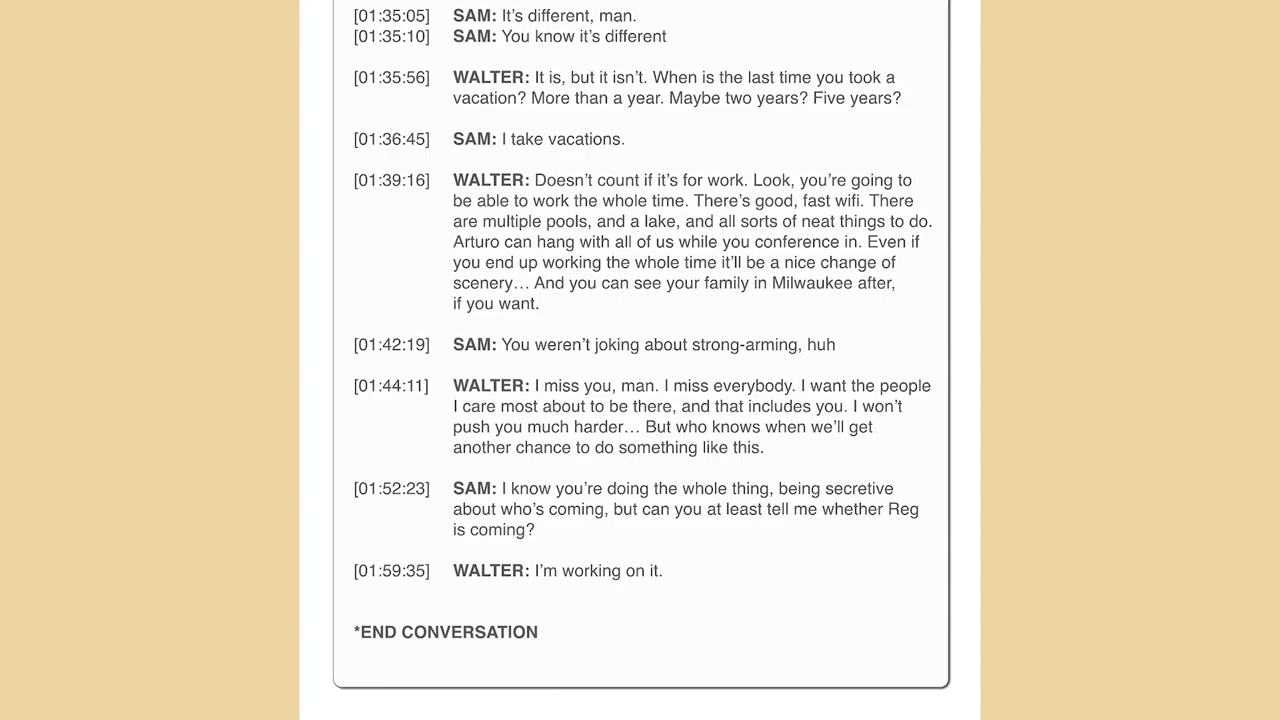 [01:35:05] SAM: It’s different, man.
[01:35:10] SAM: You know it’s different
[01:35:56] WALTER: It is, but it isn’t. When is the last time you took a
vacation? More than a year. Maybe two years? Five years?
[01:36:45] SAM: I take vacations.
[01:39:16] WALTER: Doesn’t count if it’s for work. Look, you’re going to
be able to work the whole time. There’s good, fast wifi. There
are multiple pools, and a lake, and all sorts of neat things to do.
Arturo can hang with all of us while you conference in. Even if
you end up working the whole time it’ll be a nice change of
scenery… And you can see your family in Milwaukee after,
if you want.
[01:42:19] SAM: You weren’t joking about strong-arming, huh
[01:44:11] WALTER: I miss you, man. I miss everybody. I want the people
I care most about to be there, and that includes you. I won’t
push you much harder… But who knows when we’ll get
another chance to do something like this.
[01:52:23] SAM: I know you’re doing the whole thing, being secretive
about who’s coming, but can you at least tell me whether Reg
is coming?
[01:59:35] WALTER: I’m working on it.
*END CONVERSATION